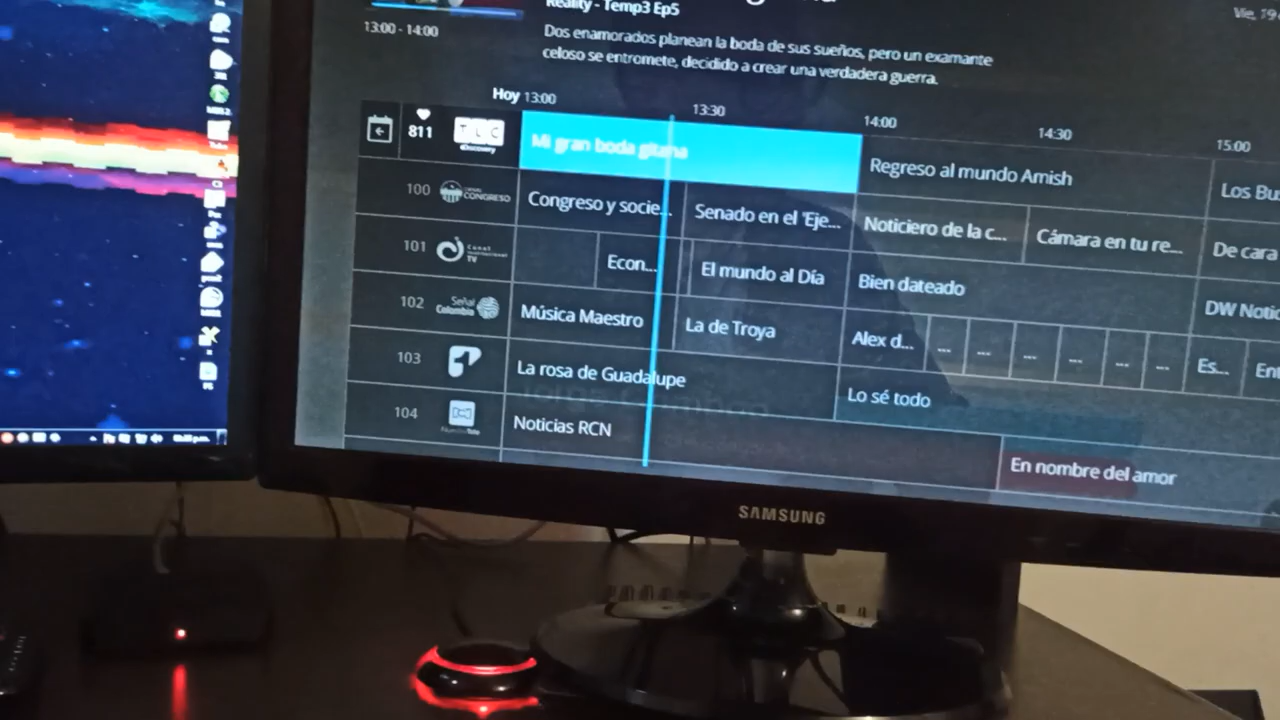 Reality - Temp3 Ep5
Vie, 19
13:00 - 14:00
Dos enamorados planean la boda de sus sueños, pero un examante
celoso se entromete, decidido a crear una verdadera guerra.
Hoy 13:00 13:30 14:00 14:30 15:00
811 TLC Discovery Mi gran boda gitana Regreso al mundo Amish Los Bu
100 CONGRESO Congreso y socie... Senado en el 'Eje... Noticiero de la c... Cámara en tu re... De cara
101 Canal Internacional TV Econ... El mundo al Día Bien dateado DW Notic
102 Señal Colombia Música Maestro La de Troya Alex d... ... ... ... ... ... ... Es... Ent
103 La rosa de Guadalupe Lo sé todo
104 Noticias RCN En nombre del amor
SAMSUNG